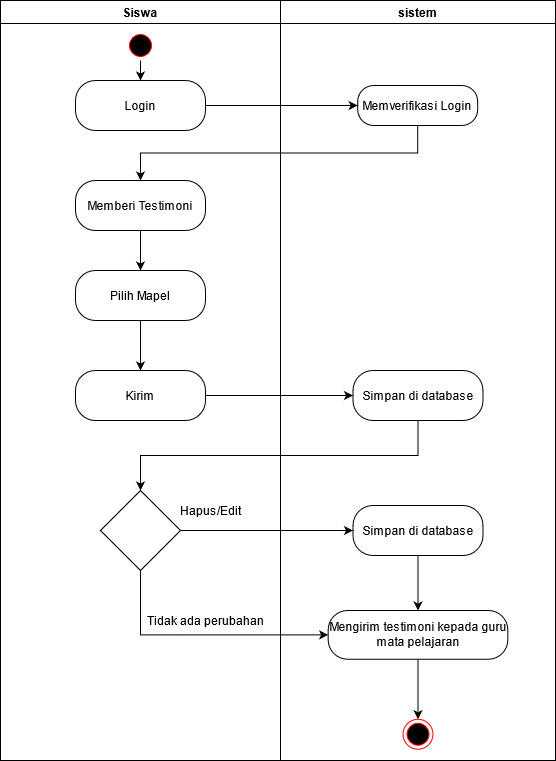 Siswa
sistem
Login
Memverifikasi Login
Memberi Testimoni
Pilih Mapel
Kirim
Simpan di database
Hapus/Edit
Simpan di database
Tidak ada perubahan
Mengirim testimoni kepada guru
mata pelajaran